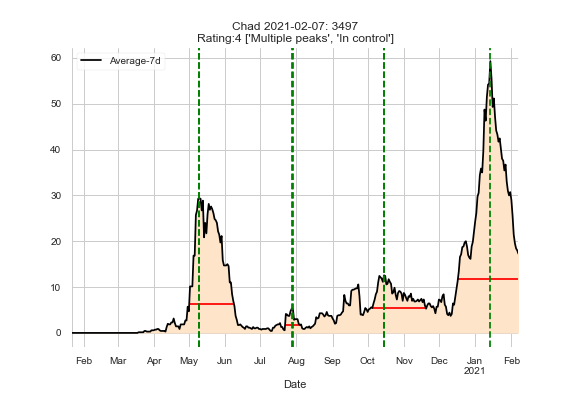 Chad 2021-02-07: 3497
Rating:4 ['Multiple peaks', 'In control']
Average-7d
60
50
40
30
20
10
0
Feb Mar Apr May Jun Jul Aug Sep Oct Nov Dec Jan Feb
2021
Date